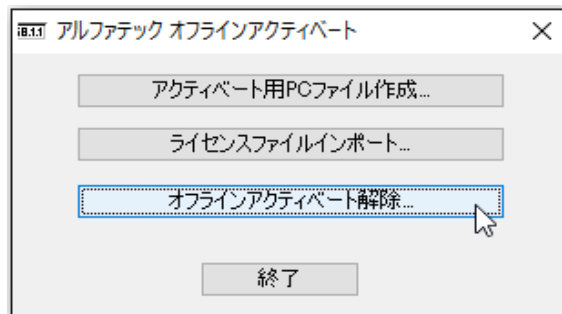 i8.1.1 アルファテック オフラインアクティベート
アクティベート用PCファイル作成...
ライセンスファイルインポート...
オフラインアクティベート解除...
終了